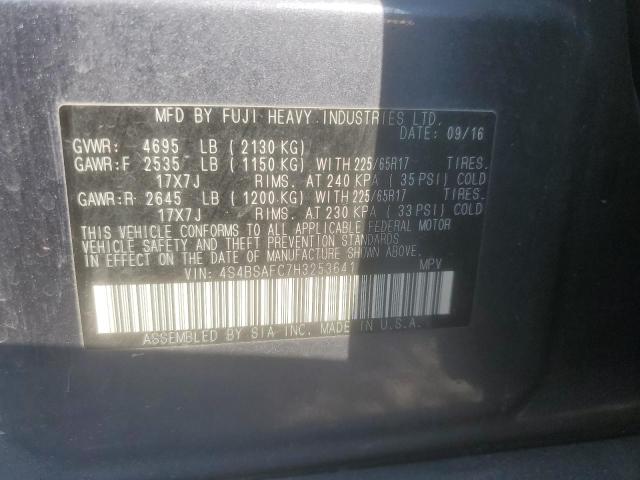 MFD BY FUJI HEAVY INDUSTRIES LTD.
DATE: 09/16
GVWR: 4695 LB ( 2130 KG)
GAWR:F 2535 LB ( 1150 KG) WITH 225/65R17 TIRES.
17X7J RIMS. AT 240 KPA ( 35 PSI) COLD
GAWR:R 2645 LB ( 1200 KG) WITH 225/65R17 TIRES.
17X7J RIMS. AT 230 KPA ( 33 PSI) COLD
THIS VEHICLE CONFORMS TO ALL APPLICABLE FEDERAL MOTOR
VEHICLE SAFETY AND THEFT PREVENTION STANDARDS
IN EFFECT ON THE DATE OF MANUFACTURE SHOWN ABOVE.
VIN: 4S4BSAFC7H3253641 MPV
ASSEMBLED BY SIA INC. MADE IN U.S.A.